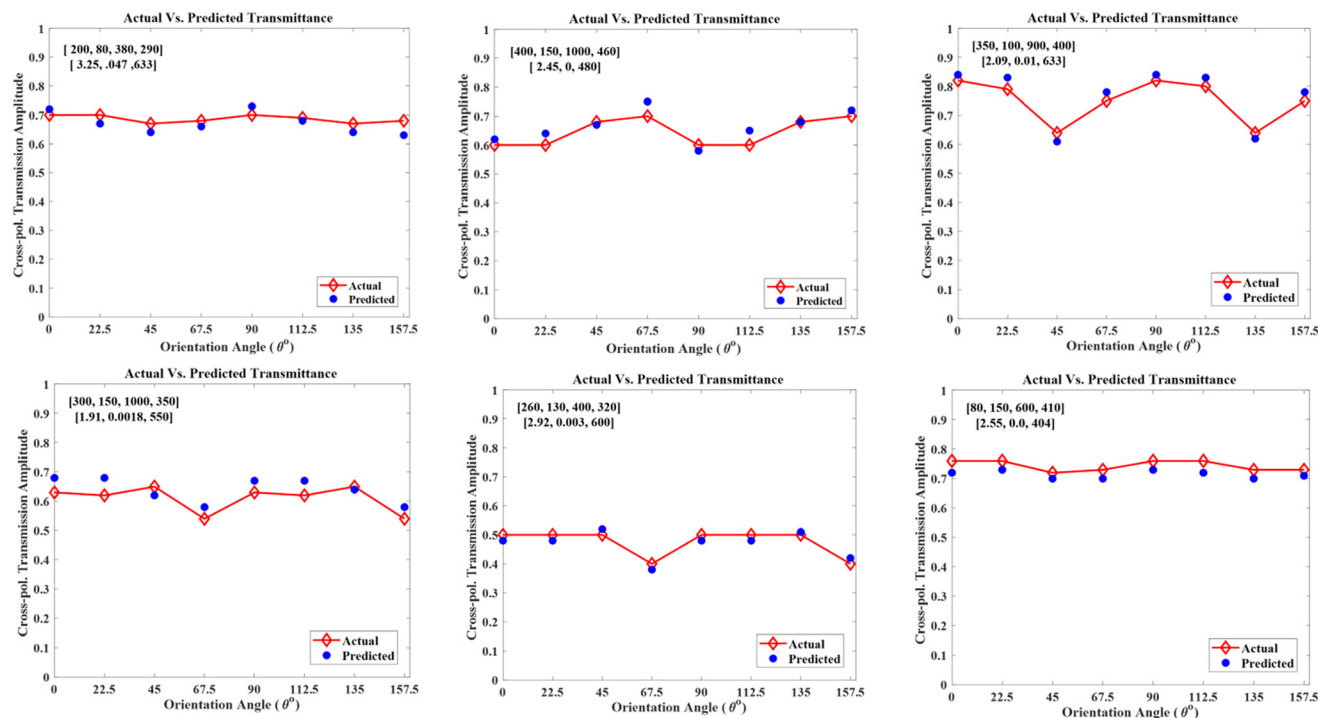 Actual Vs. Predicted Transmittance
[ 200, 80, 380, 290]
[ 3.25, .047 ,633]
Cross-pol. Transmission Amplitude
1
0.9
0.8
0.7
0.6
0.5
0.4
0.3
0.2
0.1
0
Actual
Predicted
0 22.5 45 67.5 90 112.5 135 157.5
Orientation Angle ( θº)
Actual Vs. Predicted Transmittance
[400, 150, 1000, 460]
[ 2.45, 0, 480]
Cross-pol. Transmission Amplitude
1
0.9
0.8
0.7
0.6
0.5
0.4
0.3
0.2
0.1
0
Actual
Predicted
0 22.5 45 67.5 90 112.5 135 157.5
Orientation Angle ( θº)
Actual Vs. Predicted Transmittance
[350, 100, 900, 400]
[2.09, 0.01, 633]
Cross-pol. Transmission Amplitude
1
0.9
0.8
0.7
0.6
0.5
0.4
0.3
0.2
0.1
0
Actual
Predicted
0 22.5 45 67.5 90 112.5 135 157.5
Orientation Angle ( θº)
Actual Vs. Predicted Transmittance
[300, 150, 1000, 350]
[1.91, 0.0018, 550]
Cross-pol. Transmission Amplitude
1
0.9
0.8
0.7
0.6
0.5
0.4
0.3
0.2
0.1
0
Actual
Predicted
0 22.5 45 67.5 90 112.5 135 157.5
Orientation Angle ( θº)
Actual Vs. Predicted Transmittance
[260, 130, 400, 320]
[2.92, 0.003, 600]
Cross-pol. Transmission Amplitude
1
0.9
0.8
0.7
0.6
0.5
0.4
0.3
0.2
0.1
0
Actual
Predicted
0 22.5 45 67.5 90 112.5 135 157.5
Orientation Angle ( θº)
Actual Vs. Predicted Transmittance
[80, 150, 600, 410]
[2.55, 0.0, 404]
Cross-pol. Transmission Amplitude
1
0.9
0.8
0.7
0.6
0.5
0.4
0.3
0.2
0.1
0
Actual
Predicted
0 22.5 45 67.5 90 112.5 135 157.5
Orientation Angle ( θº)